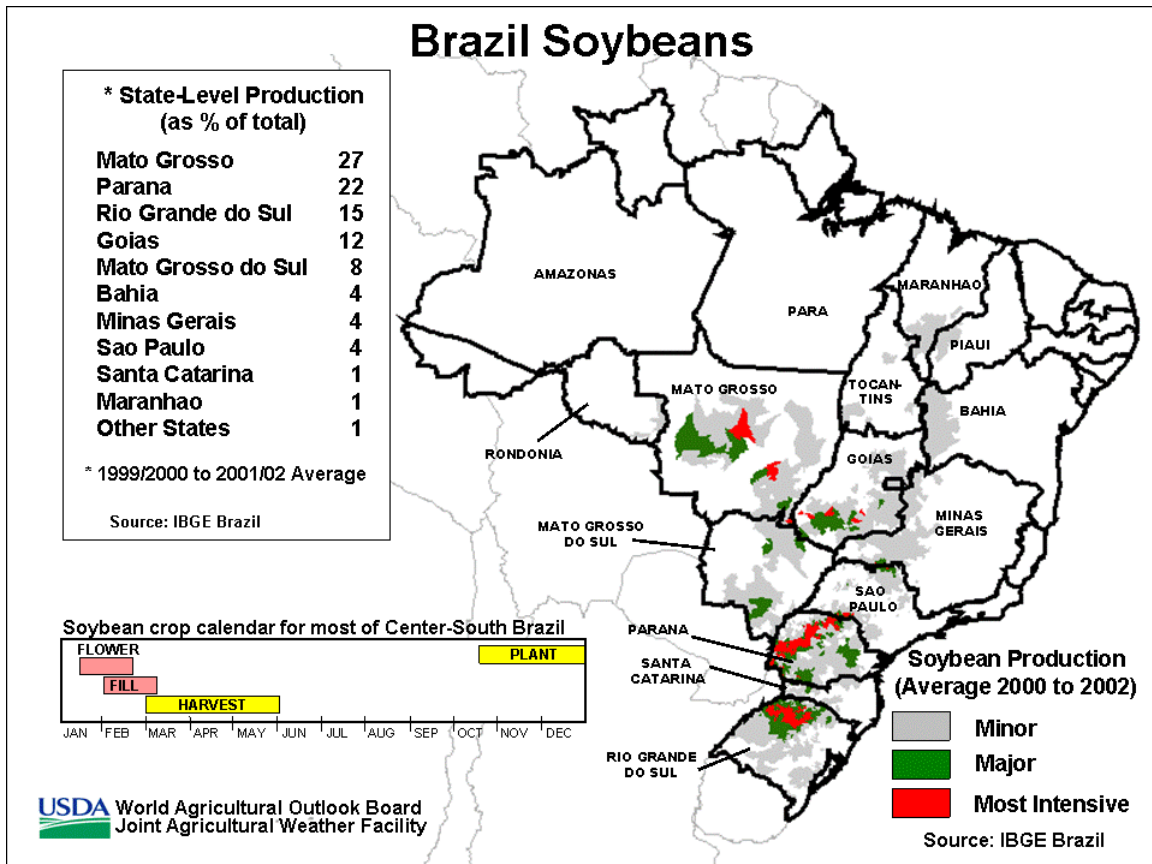 Brazil Soybeans
* State-Level Production
(as % of total)
Mato Grosso 27
Parana 22
Rio Grande do Sul 15
Goias 12
Mato Grosso do Sul 8
Bahia 4
Minas Gerais 4
Sao Paulo 4
Santa Catarina 1
Maranhao 1
Other States 1
* 1999/2000 to 2001/02 Average
Source: IBGE Brazil
AMAZONAS
PARA
MARANHAO
PIAUI
TOCAN-
TINS
BAHIA
MATO GROSSO
RONDONIA
GOIAS
MINAS
GERAIS
MATO GROSSO
DO SUL
SAO
PAULO
PARANA
SANTA
CATARINA
RIO GRANDE
DO SUL
Soybean crop calendar for most of Center-South Brazil
FLOWER
PLANT
FILL
HARVEST
JAN FEB MAR APR MAY JUN JUL AUG SEP OCT NOV DEC
Soybean Production
(Average 2000 to 2002)
Minor
Major
Most Intensive
Source: IBGE Brazil
USDA World Agricultural Outlook Board
Joint Agricultural Weather Facility